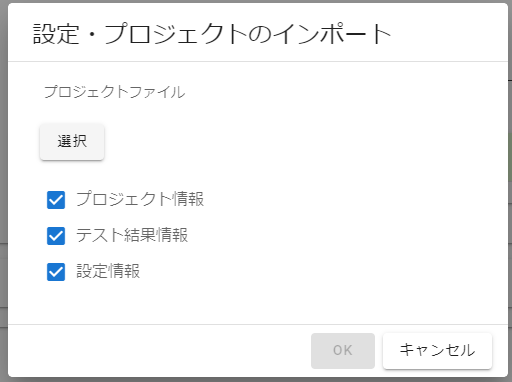 設定・プロジェクトのインポート
プロジェクトファイル
選択
プロジェクト情報
テスト結果情報
設定情報
OK キャンセル